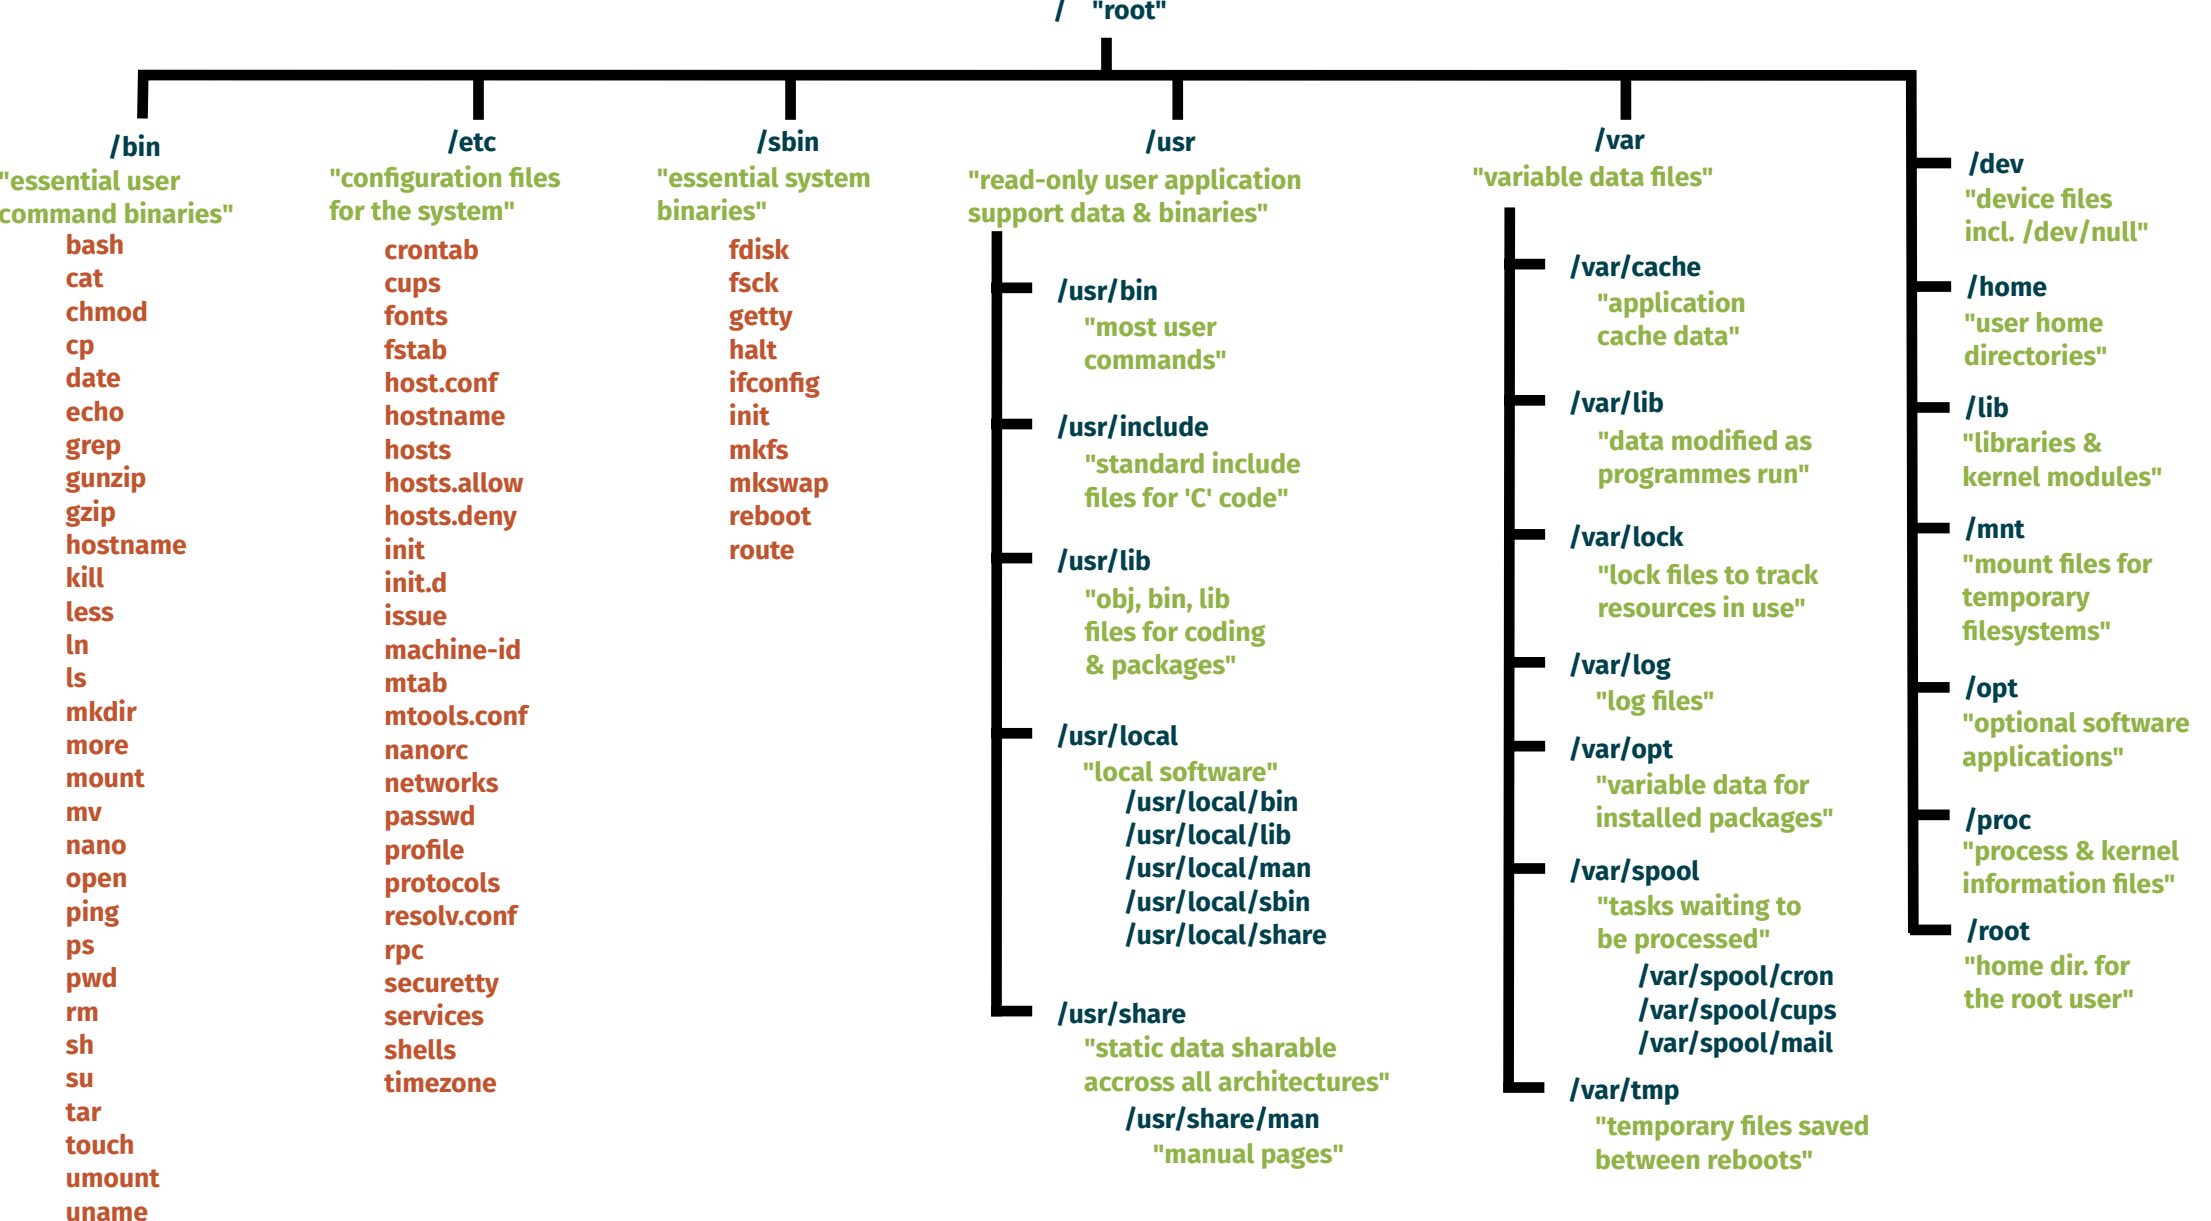 / "root"
/bin
"essential user
command binaries"
bash
cat
chmod
cp
date
echo
grep
gunzip
gzip
hostname
kill
less
ln
ls
mkdir
more
mount
mv
nano
open
ping
ps
pwd
rm
sh
su
tar
touch
umount
uname
/etc
"configuration files
for the system"
crontab
cups
fonts
fstab
host.conf
hostname
hosts
hosts.allow
hosts.deny
init
init.d
issue
machine-id
mtab
mtools.conf
nanorc
networks
passwd
profile
protocols
resolv.conf
rpc
securetty
services
shells
timezone
/sbin
"essential system
binaries"
fdisk
fsck
getty
halt
ifconfig
init
mkfs
mkswap
reboot
route
/usr
"read-only user application
support data & binaries"
/usr/bin
"most user
commands"
/usr/include
"standard include
files for 'C' code"
/usr/lib
"obj, bin, lib
files for coding
& packages"
/usr/local
"local software"
/usr/local/bin
/usr/local/lib
/usr/local/man
/usr/local/sbin
/usr/local/share
/usr/share
"static data sharable
accross all architectures"
/usr/share/man
"manual pages"
/var
"variable data files"
/var/cache
"application
cache data"
/var/lib
"data modified as
programmes run"
/var/lock
"lock files to track
resources in use"
/var/log
"log files"
/var/opt
"variable data for
installed packages"
/var/spool
"tasks waiting to
be processed"
/var/spool/cron
/var/spool/cups
/var/spool/mail
/var/tmp
"temporary files saved
between reboots"
/dev
"device files
incl. /dev/null"
/home
"user home
directories"
/lib
"libraries &
kernel modules"
/mnt
"mount files for
temporary
filesystems"
/opt
"optional software
applications"
/proc
"process & kernel
information files"
/root
"home dir. for
the root user"